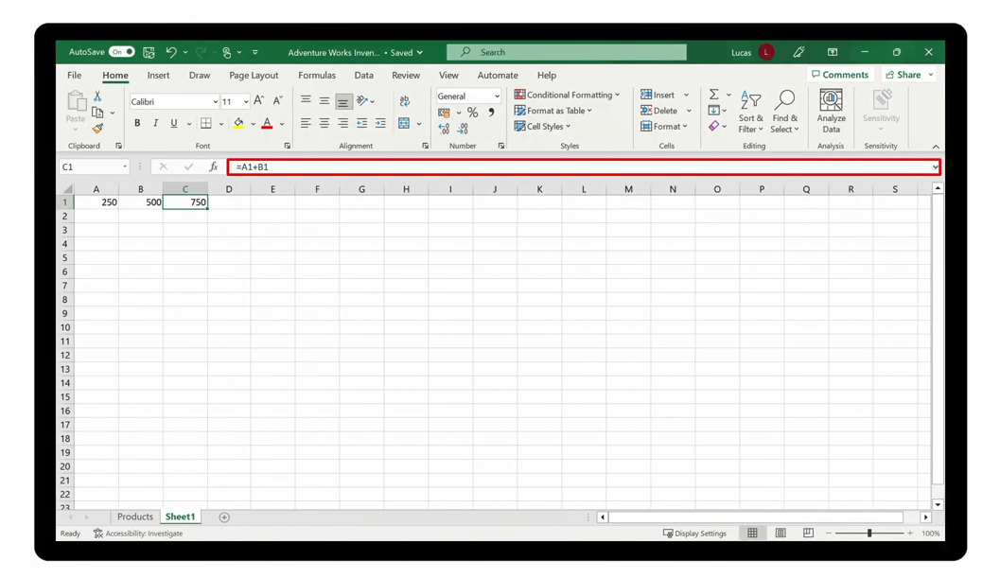 AutoSave On Adventure Works Inven... • Saved Search Lucas L
File Home Insert Draw Page Layout Formulas Data Review View Automate Help Comments Share
Paste
Calibri 11 A A
B I U A
ab
General
% 9
Conditional Formatting
Format as Table
Cell Styles
Insert
Delete
Format
Σ
Sort & Filter
Find & Select
Analyze Data
Sensitivity
Clipboard Font Alignment Number Styles Cells Editing Analysis Sensitivity
C1 fx =A1+B1
A B C D E F G H I J K L M N O P Q R S
1 250 500 750
2
3
4
5
6
7
8
9
10
11
12
13
14
15
16
17
18
19
20
21
22
23
Products Sheet1
Ready Accessibility: Investigate Display Settings 100%